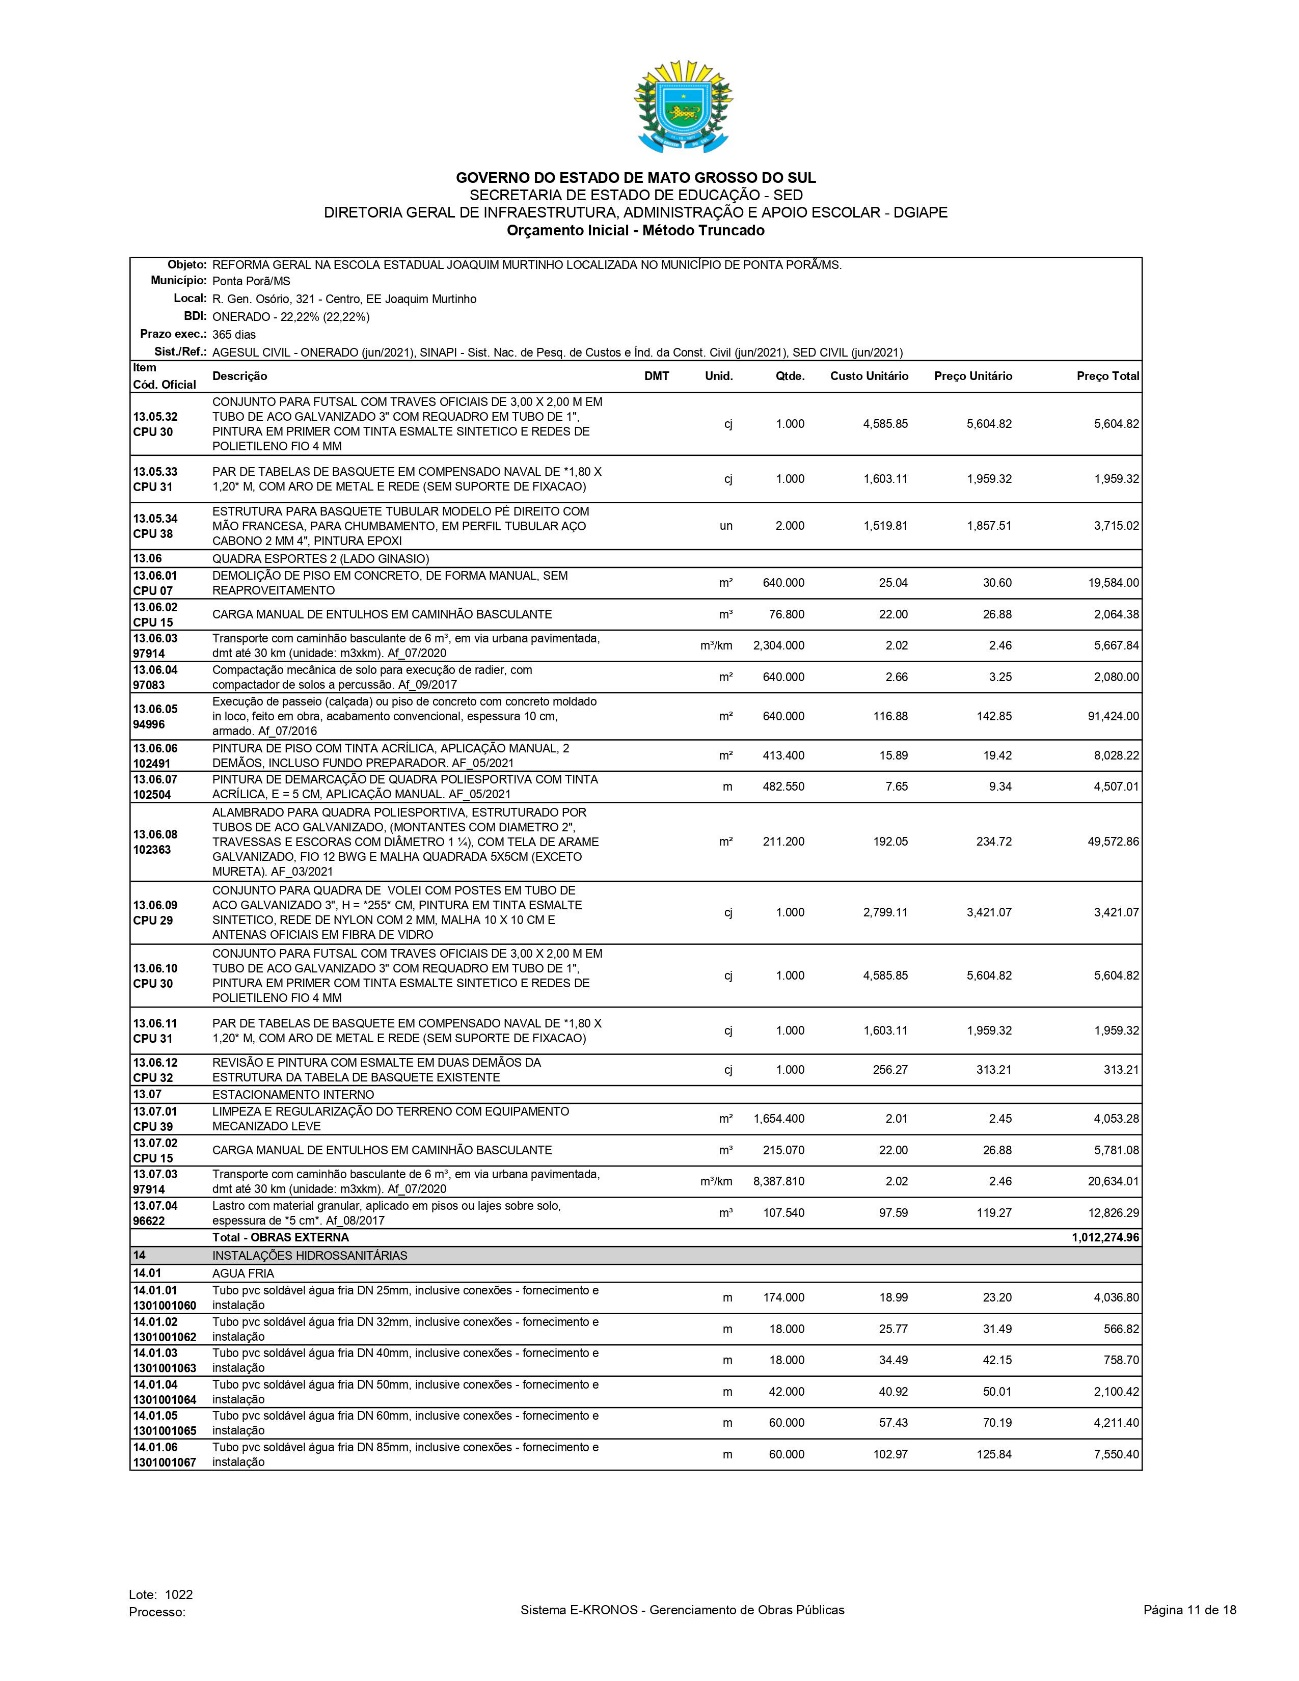 GOVERNO DO ESTADO DE MATO GROSSO DO SUL
SECRETARIA DE ESTADO DE EDUCAÇÃO - SED
DIRETORIA GERAL DE INFRAESTRUTURA, ADMINISTRAÇÃO E APOIO ESCOLAR - DGIAPE
Orçamento Inicial - Método Truncado
Objeto: REFORMA GERAL NA ESCOLA ESTADUAL JOAQUIM MURTINHO LOCALIZADA NO MUNICÍPIO DE PONTA PORÃ/MS.
Município: Ponta Porã/MS
Local: R. Gen. Osório, 321 - Centro, EE Joaquim Murtinho
BDI: ONERADO - 22,22% (22,22%)
Prazo exec.: 365 dias
Sist./Ref.: AGESUL CIVIL - ONERADO (jun/2021), SINAPI - Sist. Nac. de Pesq. de Custos e Índ. da Const. Civil (jun/2021), SED CIVIL (jun/2021)
Item
Cód. Oficial Descrição DMT Unid. Qtde. Custo Unitário Preço Unitário Preço Total
CONJUNTO PARA FUTSAL COM TRAVES OFICIAIS DE 3,00 X 2,00 M EM
13.05.32 TUBO DE ACO GALVANIZADO 3" COM REQUADRO EM TUBO DE 1", cj 1.000 4,585.85 5,604.82 5,604.82
CPU 30 PINTURA EM PRIMER COM TINTA ESMALTE SINTETICO E REDES DE
POLIETILENO FIO 4 MM
13.05.33 PAR DE TABELAS DE BASQUETE EM COMPENSADO NAVAL DE *1,80 X cj 1.000 1,603.11 1,959.32 1,959.32
CPU 31 1,20* M, COM ARO DE METAL E REDE (SEM SUPORTE DE FIXACAO)
ESTRUTURA PARA BASQUETE TUBULAR MODELO PÉ DIREITO COM
13.05.34 MÃO FRANCESA, PARA CHUMBAMENTO, EM PERFIL TUBULAR AÇO un 2.000 1,519.81 1,857.51 3,715.02
CPU 38 CABONO 2 MM 4", PINTURA EPOXI
13.06 QUADRA ESPORTES 2 (LADO GINASIO)
13.06.01 DEMOLIÇÃO DE PISO EM CONCRETO, DE FORMA MANUAL, SEM m² 640.000 25.04 30.60 19,584.00
CPU 07 REAPROVEITAMENTO
13.06.02 CARGA MANUAL DE ENTULHOS EM CAMINHÃO BASCULANTE m³ 76.800 22.00 26.88 2,064.38
CPU 15
13.06.03 Transporte com caminhão basculante de 6 m³, em via urbana pavimentada, m³/km 2,304.000 2.02 2.46 5,667.84
97914 dmt até 30 km (unidade: m3xkm). Af_07/2020
13.06.04 Compactação mecânica de solo para execução de radier, com m² 640.000 2.66 3.25 2,080.00
97083 compactador de solos a percussão. Af_09/2017
Execução de passeio (calçada) ou piso de concreto com concreto moldado
13.06.05 in loco, feito em obra, acabamento convencional, espessura 10 cm, m² 640.000 116.88 142.85 91,424.00
94996 armado. Af_07/2016
13.06.06 PINTURA DE PISO COM TINTA ACRÍLICA, APLICAÇÃO MANUAL, 2 m² 413.400 15.89 19.42 8,028.22
102491 DEMÃOS, INCLUSO FUNDO PREPARADOR. AF_05/2021
13.06.07 PINTURA DE DEMARCAÇÃO DE QUADRA POLIESPORTIVA COM TINTA m 482.550 7.65 9.34 4,507.01
102504 ACRÍLICA, E = 5 CM, APLICAÇÃO MANUAL. AF_05/2021
ALAMBRADO PARA QUADRA POLIESPORTIVA, ESTRUTURADO POR
TUBOS DE ACO GALVANIZADO, (MONTANTES COM DIAMETRO 2",
13.06.08 TRAVESSAS E ESCORAS COM DIÂMETRO 1 ¼), COM TELA DE ARAME m² 211.200 192.05 234.72 49,572.86
102363 GALVANIZADO, FIO 12 BWG E MALHA QUADRADA 5X5CM (EXCETO
MURETA). AF_03/2021
CONJUNTO PARA QUADRA DE VOLEI COM POSTES EM TUBO DE
13.06.09 ACO GALVANIZADO 3", H = *255* CM, PINTURA EM TINTA ESMALTE cj 1.000 2,799.11 3,421.07 3,421.07
CPU 29 SINTETICO, REDE DE NYLON COM 2 MM, MALHA 10 X 10 CM E
ANTENAS OFICIAIS EM FIBRA DE VIDRO
CONJUNTO PARA FUTSAL COM TRAVES OFICIAIS DE 3,00 X 2,00 M EM
13.06.10 TUBO DE ACO GALVANIZADO 3" COM REQUADRO EM TUBO DE 1", cj 1.000 4,585.85 5,604.82 5,604.82
CPU 30 PINTURA EM PRIMER COM TINTA ESMALTE SINTETICO E REDES DE
POLIETILENO FIO 4 MM
13.06.11 PAR DE TABELAS DE BASQUETE EM COMPENSADO NAVAL DE *1,80 X cj 1.000 1,603.11 1,959.32 1,959.32
CPU 31 1,20* M, COM ARO DE METAL E REDE (SEM SUPORTE DE FIXACAO)
13.06.12 REVISÃO E PINTURA COM ESMALTE EM DUAS DEMÃOS DA cj 1.000 256.27 313.21 313.21
CPU 32 ESTRUTURA DA TABELA DE BASQUETE EXISTENTE
13.07 ESTACIONAMENTO INTERNO
13.07.01 LIMPEZA E REGULARIZAÇÃO DO TERRENO COM EQUIPAMENTO m² 1,654.400 2.01 2.45 4,053.28
CPU 39 MECANIZADO LEVE
13.07.02 CARGA MANUAL DE ENTULHOS EM CAMINHÃO BASCULANTE m³ 215.070 22.00 26.88 5,781.08
CPU 15
13.07.03 Transporte com caminhão basculante de 6 m³, em via urbana pavimentada, m³/km 8,387.810 2.02 2.46 20,634.01
97914 dmt até 30 km (unidade: m3xkm). Af_07/2020
13.07.04 Lastro com material granular, aplicado em pisos ou lajes sobre solo, m³ 107.540 97.59 119.27 12,826.29
96622 espessura de *5 cm*. Af_08/2017
Total - OBRAS EXTERNA 1,012,274.96
14 INSTALAÇÕES HIDROSSANITÁRIAS
14.01 AGUA FRIA
14.01.01 Tubo pvc soldável água fria DN 25mm, inclusive conexões - fornecimento e m 174.000 18.99 23.20 4,036.80
1301001060 instalação
14.01.02 Tubo pvc soldável água fria DN 32mm, inclusive conexões - fornecimento e m 18.000 25.77 31.49 566.82
1301001062 instalação
14.01.03 Tubo pvc soldável água fria DN 40mm, inclusive conexões - fornecimento e m 18.000 34.49 42.15 758.70
1301001063 instalação
14.01.04 Tubo pvc soldável água fria DN 50mm, inclusive conexões - fornecimento e m 42.000 40.92 50.01 2,100.42
1301001064 instalação
14.01.05 Tubo pvc soldável água fria DN 60mm, inclusive conexões - fornecimento e m 60.000 57.43 70.19 4,211.40
1301001065 instalação
14.01.06 Tubo pvc soldável água fria DN 85mm, inclusive conexões - fornecimento e m 60.000 102.97 125.84 7,550.40
1301001067 instalação
Lote: 1022
Processo: Sistema E-KRONOS - Gerenciamento de Obras Públicas Página 11 de 18